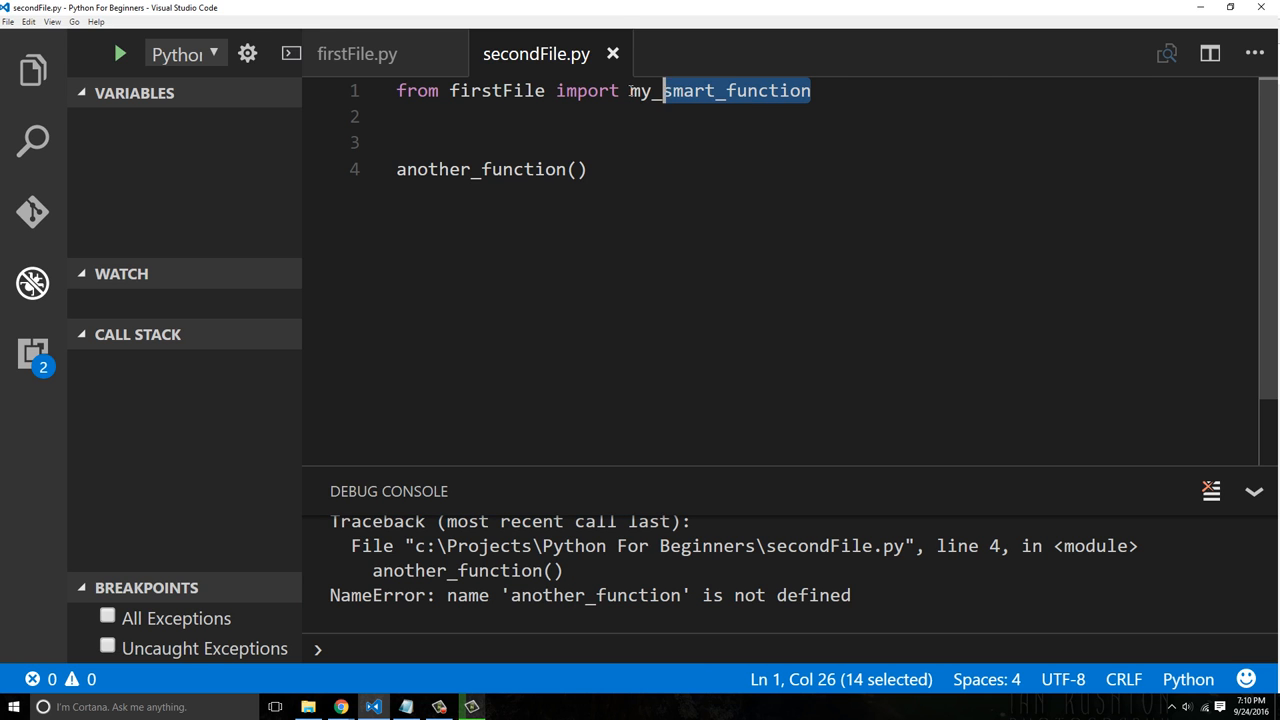 secondFile.py - Python For Beginners - Visual Studio Code
File Edit View Go Help
firstFile.py secondFile.py
VARIABLES
1 from firstFile import my_smart_function
2
3
4 another_function()
WATCH
CALL STACK
2
DEBUG CONSOLE
Traceback (most recent call last):
File "c:\Projects\Python For Beginners\secondFile.py", line 4, in <module>
another_function()
NameError: name 'another_function' is not defined
BREAKPOINTS
All Exceptions
Uncaught Exceptions
0 0 Ln 1, Col 26 (14 selected) Spaces: 4 UTF-8 CRLF Python
I'm Cortana. Ask me anything.
7:10 PM
9/24/2016